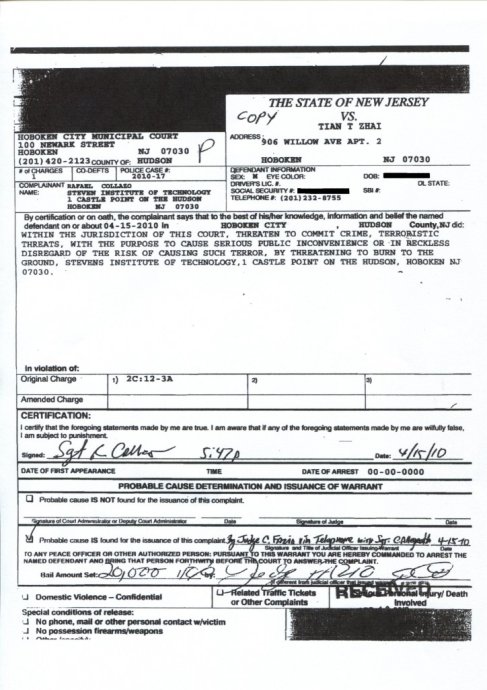 THE STATE OF NEW JERSEY
COPY
VS.
TIAN T ZHAI
HOBOKEN CITY MUNICIPAL COURT
100 NEWARK STREET
HOBOKEN NJ 07030
(201)420-2123 COUNTY OF: HUDSON
P
ADDRESS:
906 WILLOW AVE APT. 2
HOBOKEN NJ 07030
# of CHARGES CO-DEFTS POLICE CASE #:
1 2010-17
DEFENDANT INFORMATION
SEX: M EYE COLOR: DOB:
DRIVER'S LIC. #. DL STATE:
SOCIAL SECURITY #: SBI #:
TELEPHONE #: (201)232-8755
COMPLAINANT RAFAEL COLLAZO
NAME: STEVENS INSTITUTE OF TECHNOLOGY
1 CASTLE POINT ON THE HUDSON
HOBOKEN NJ 07030
By certification or on oath, the complainant says that to the best of his/her knowledge, information and belief the named
defendant on or about 04-15-2010 in HOBOKEN CITY , HUDSON County, NJ did:
WITHIN THE JURISDICTION OF THIS COURT, THREATEN TO COMMIT CRIME, TERRORISTIC
THREATS, WITH THE PURPOSE TO CAUSE SERIOUS PUBLIC INCONVENIENCE OR IN RECKLESS
DISREGARD OF THE RISK OF CAUSING SUCH TERROR, BY THREATENING TO BURN TO THE
GROUND, STEVENS INSTITUTE OF TECHNOLOGY,1 CASTLE POINT ON THE HUDSON, HOBOKEN NJ
07030.
in violation of:
Original Charge 1) 2C:12-3A 2) 3)
Amended Charge
CERTIFICATION:
I certify that the foregoing statements made by me are true. I am aware that if any of the foregoing statements made by me are wilfully false,
I am subject to punishment.
Signed: Sgt R Date: 4/15/10
DATE OF FIRST APPEARANCE TIME DATE OF ARREST 00-00-0000
PROBABLE CAUSE DETERMINATION AND ISSUANCE OF WARRANT
Probable cause IS NOT found for the issuance of this complaint.
Signature of Court Administrator or Deputy Court Administrator Date Signature of Judge Date
Probable cause IS found for the issuance of this complaint. By Judge C. via Telephone with Sgr. 4-15-10
Signature and Title of Judicial Officer Issuing Warrant Date
TO ANY PEACE OFFICER OR OTHER AUTHORIZED PERSON: PURSUANT TO THIS WARRANT YOU ARE HEREBY COMMANDED TO ARREST THE
NAMED DEFENDANT AND BRING THAT PERSON FORTHWITH BEFORE THE COURT TO ANSWER THE COMPLAINT.
Bail Amount Set: 20,000
if different from judicial officer that issued warrant
Domestic Violence – Confidential
Related Traffic Tickets
or Other Complaints
Serious Personal Injury/ Death
Involved
RECEIVED
Special conditions of release:
No phone, mail or other personal contact w/victim
No possession firearms/weapons